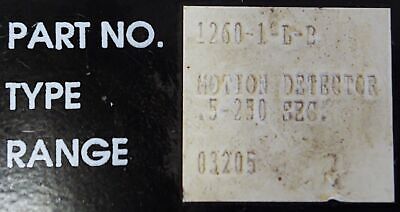 PART NO. 1260-1 L-B
TYPE MOTION DETECTOR
.5-250 SEC.
RANGE 03205